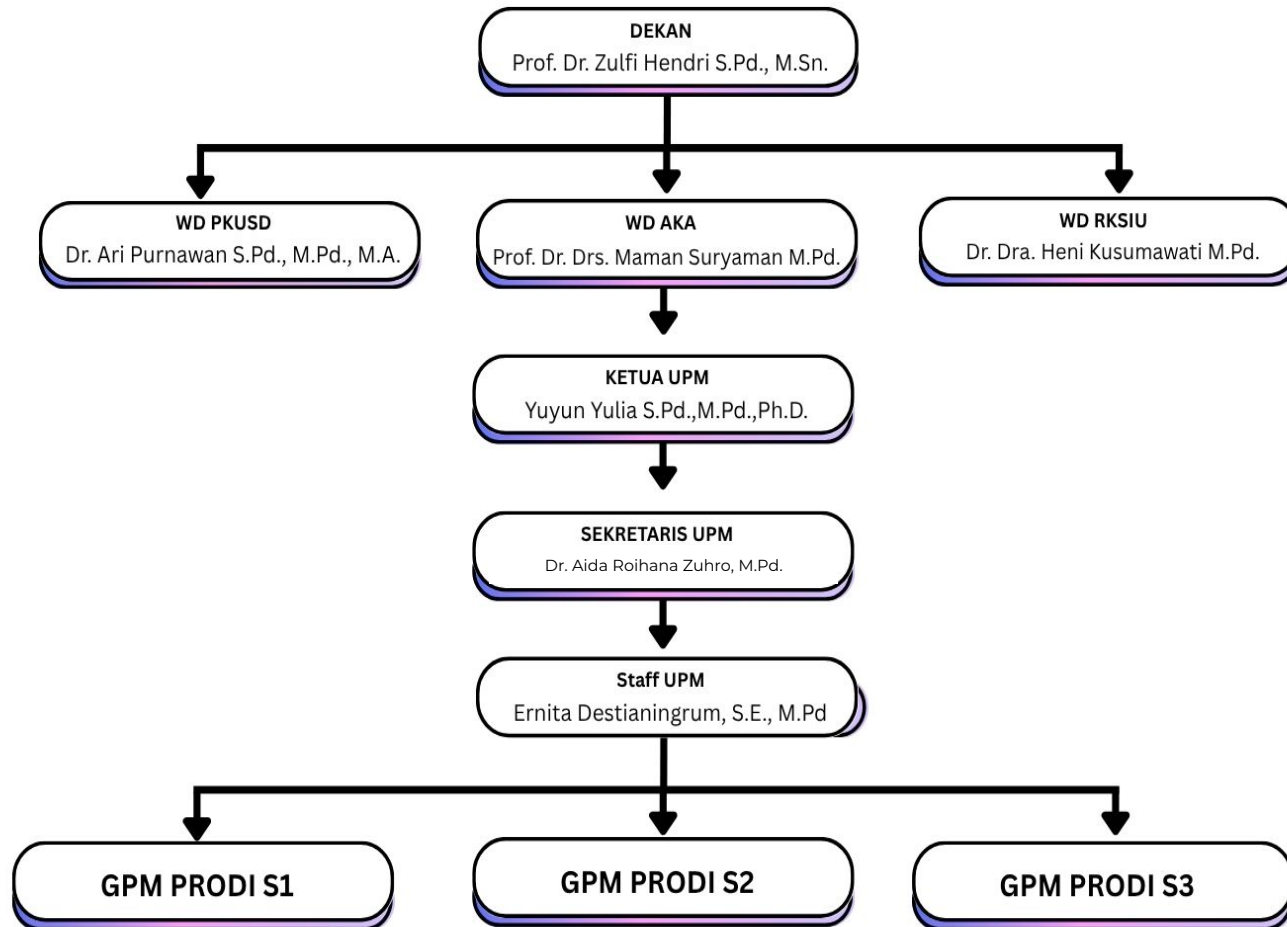 DEKAN
Prof. Dr. Zulfi Hendri S.Pd., M.Sn.
WD PKUSD
Dr. Ari Purnawan S.Pd., M.Pd., M.A.
WD AKA
Prof. Dr. Drs. Maman Suryaman M.Pd.
WD RKSIU
Dr. Dra. Heni Kusumawati M.Pd.
KETUA UPM
Yuyun Yulia S.Pd.,M.Pd.,Ph.D.
SEKRETARIS UPM
Dr. Aida Roihana Zuhro, M.Pd.
Staff UPM
Ernita Destianingrum, S.E., M.Pd
GPM PRODI S1
GPM PRODI S2
GPM PRODI S3